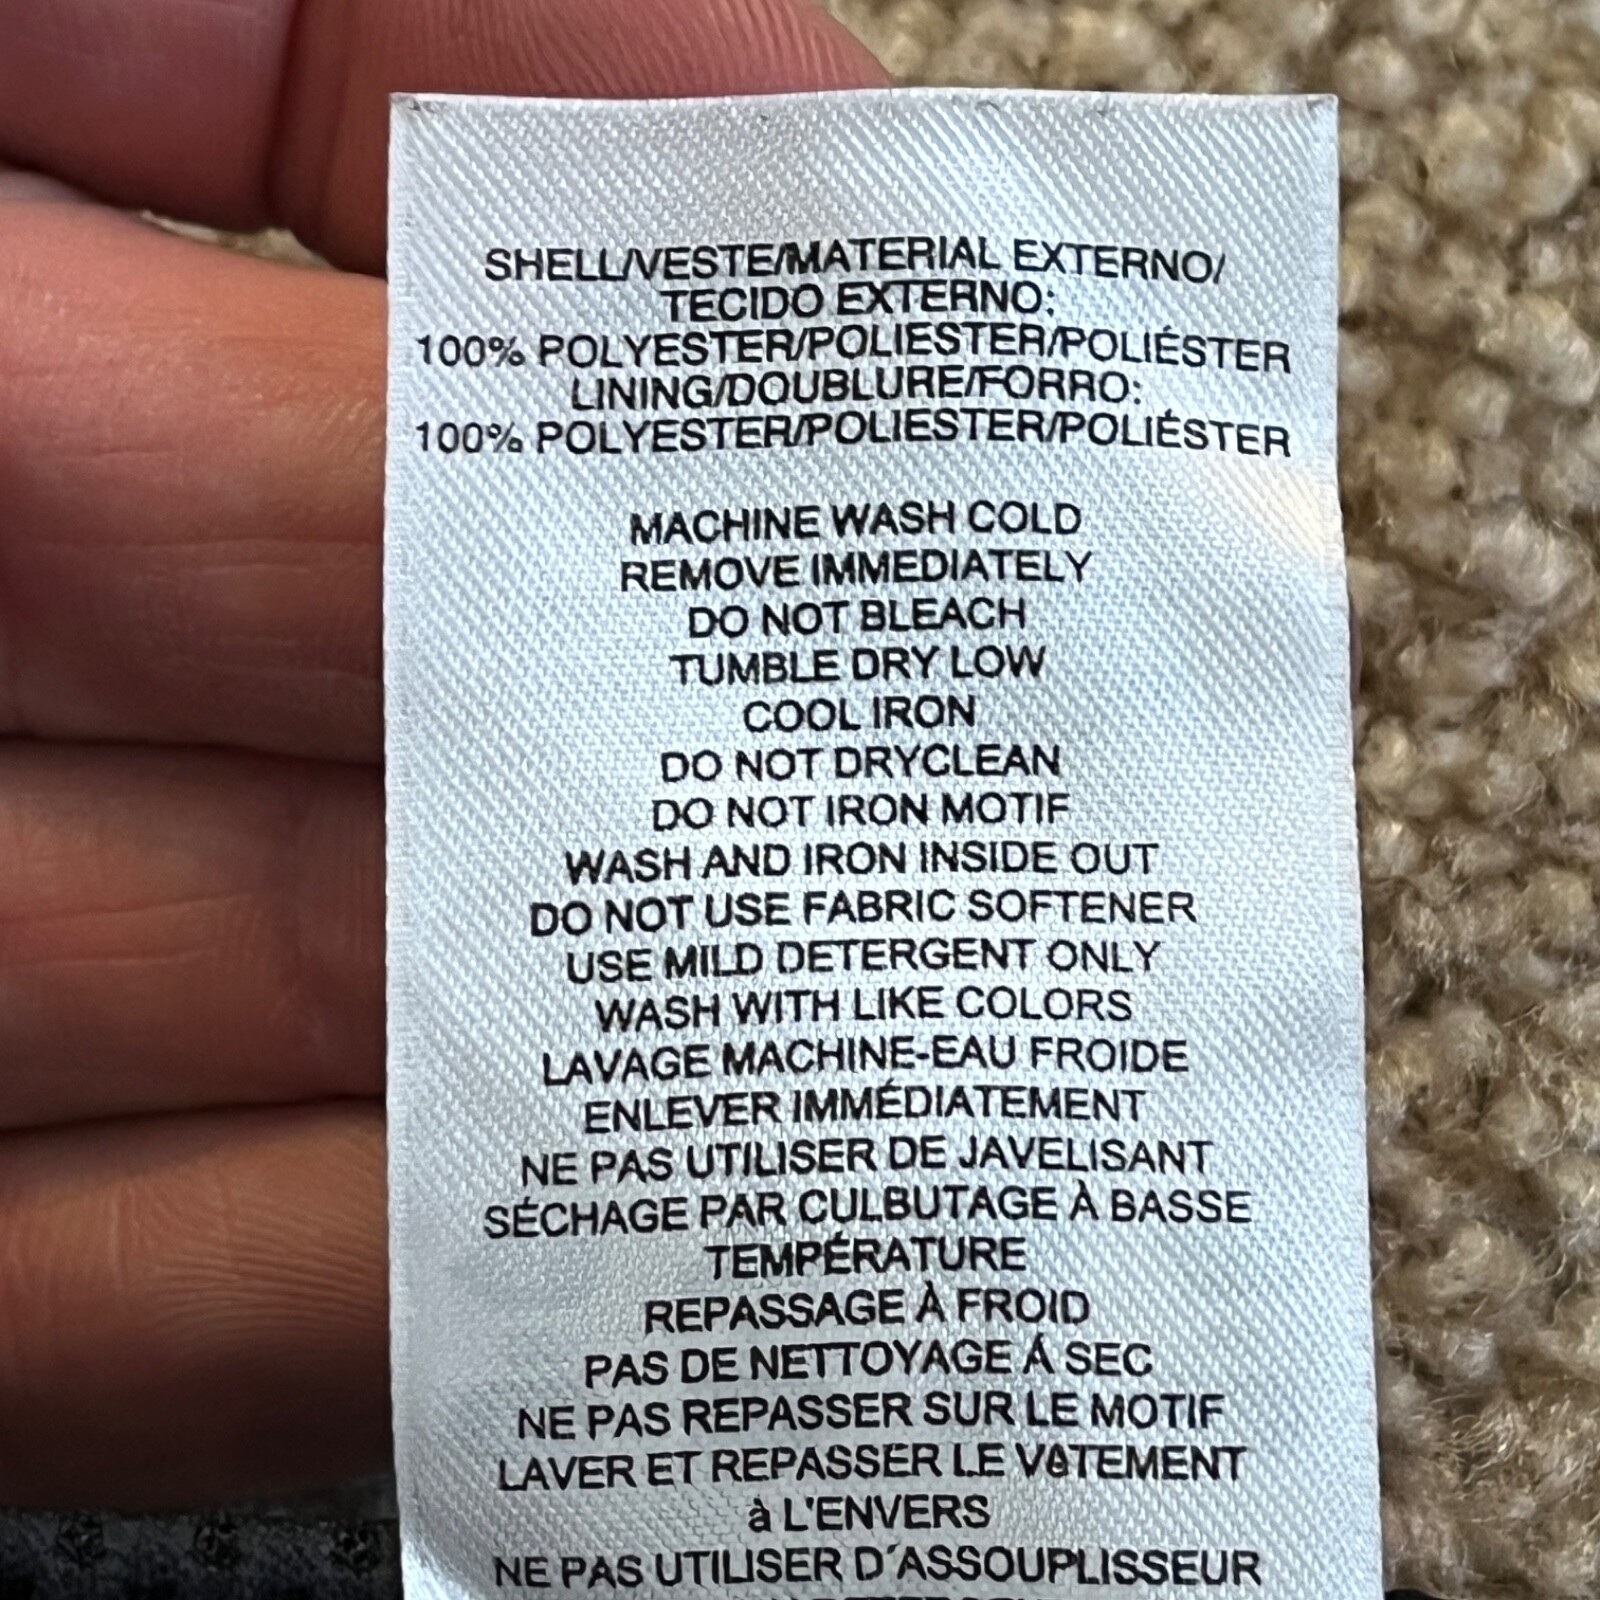 SHELL/VESTE/MATERIAL EXTERNO/
TECIDO EXTERNO:
100% POLYESTER/POLIESTER/POLIÉSTER
LINING/DOUBLURE/FORRO:
100% POLYESTER/POLIESTER/POLIÉSTER
MACHINE WASH COLD
REMOVE IMMEDIATELY
DO NOT BLEACH
TUMBLE DRY LOW
COOL IRON
DO NOT DRYCLEAN
DO NOT IRON MOTIF
WASH AND IRON INSIDE OUT
DO NOT USE FABRIC SOFTENER
USE MILD DETERGENT ONLY
WASH WITH LIKE COLORS
LAVAGE MACHINE-EAU FROIDE
ENLEVER IMMÉDIATEMENT
NE PAS UTILISER DE JAVELISANT
SÉCHAGE PAR CULBUTAGE À BASSE
TEMPÉRATURE
REPASSAGE À FROID
PAS DE NETTOYAGE Á SEC
NE PAS REPASSER SUR LE MOTIF
LAVER ET REPASSER LE VêTEMENT
à L'ENVERS
NE PAS UTILISER D´ASSOUPLISSEUR